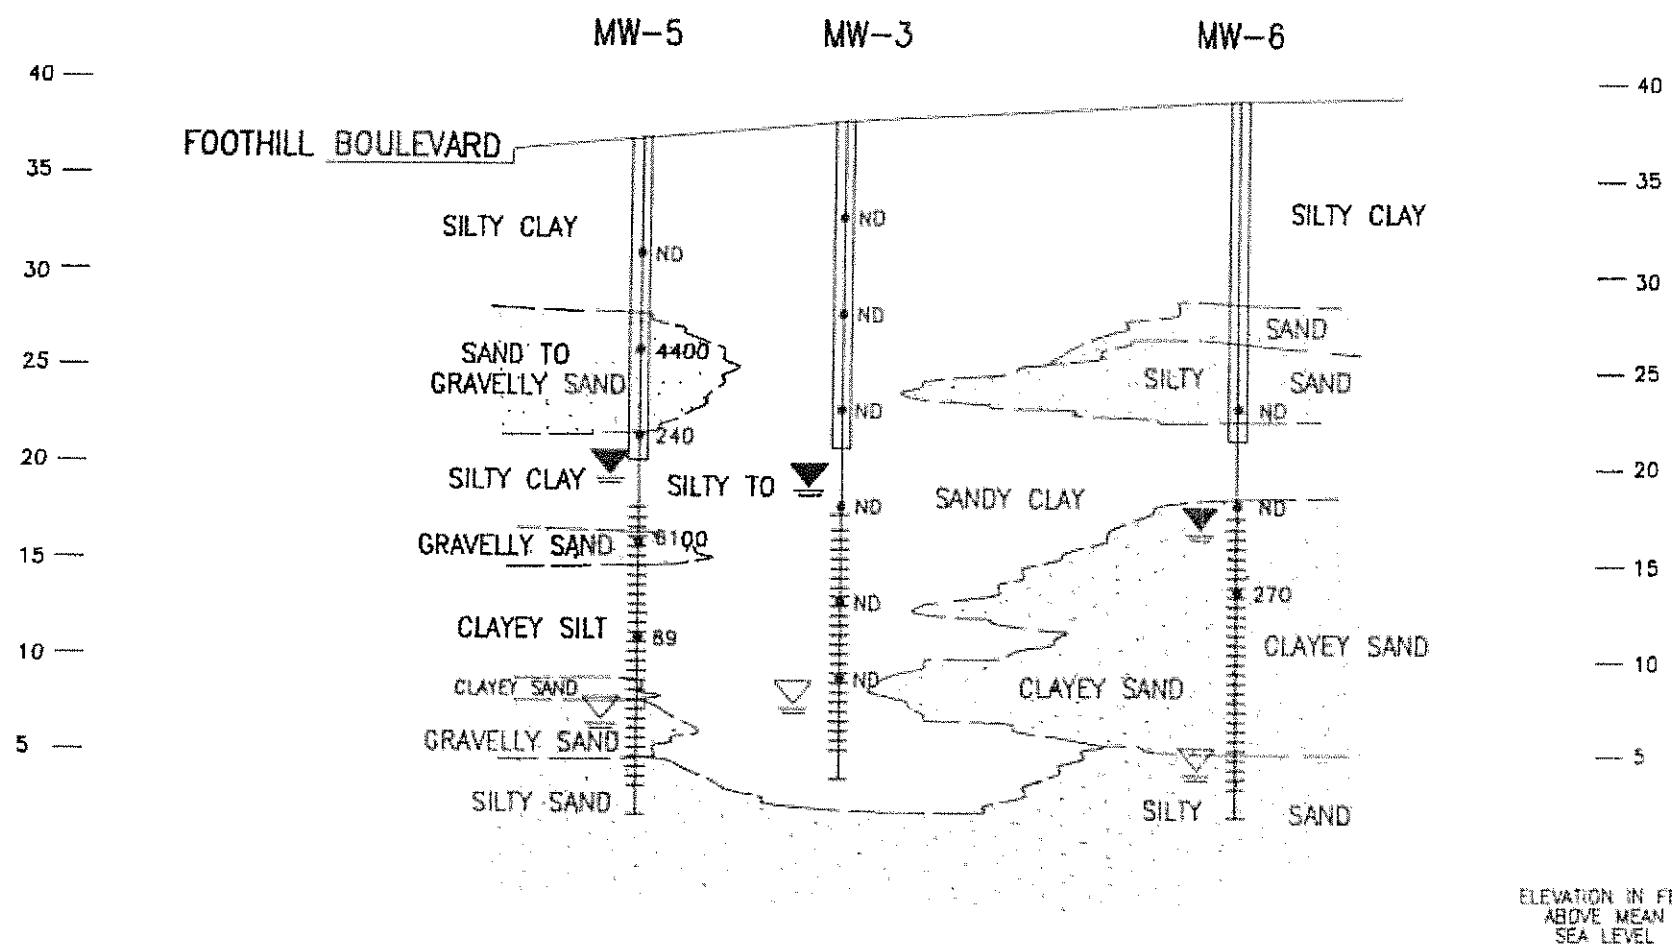 MW-5 MW-3 MW-6
40 40
FOOTHILL BOULEVARD
35 35
SILTY CLAY SILTY CLAY
ND
ND
30 30
ND
SAND
SAND TO 4400
25 25
GRAVELLY SAND SILTY SAND
ND ND
240
20 20
SILTY CLAY SILTY TO SANDY CLAY
ND ND
GRAVELLY SAND 6100
15 15
ND 270
CLAYEY SILT 89
10 CLAYEY SAND 10
CLAYEY SAND ND CLAYEY SAND
5 GRAVELLY SAND 5
SILTY SAND SILTY SAND
ELEVATION IN
ABOVE MEAN
SEA LEVEL